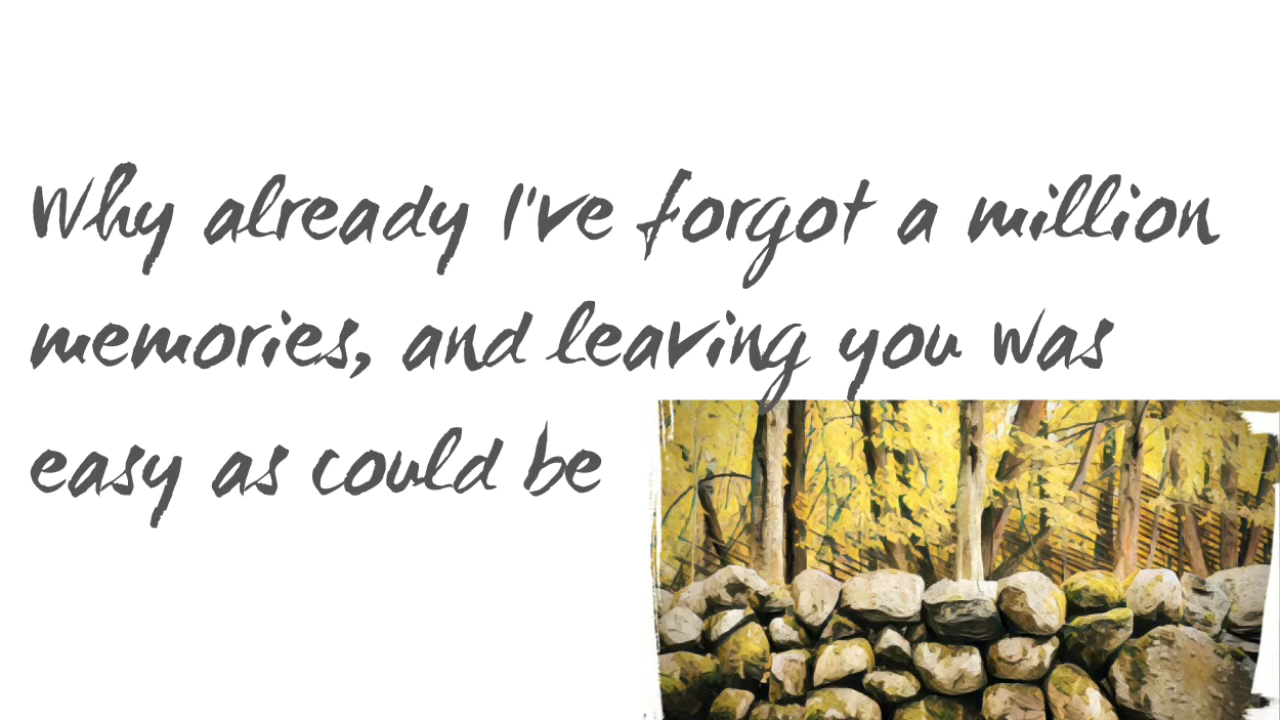 Why already I've forgot a million
memories, and leaving you was
easy as could be